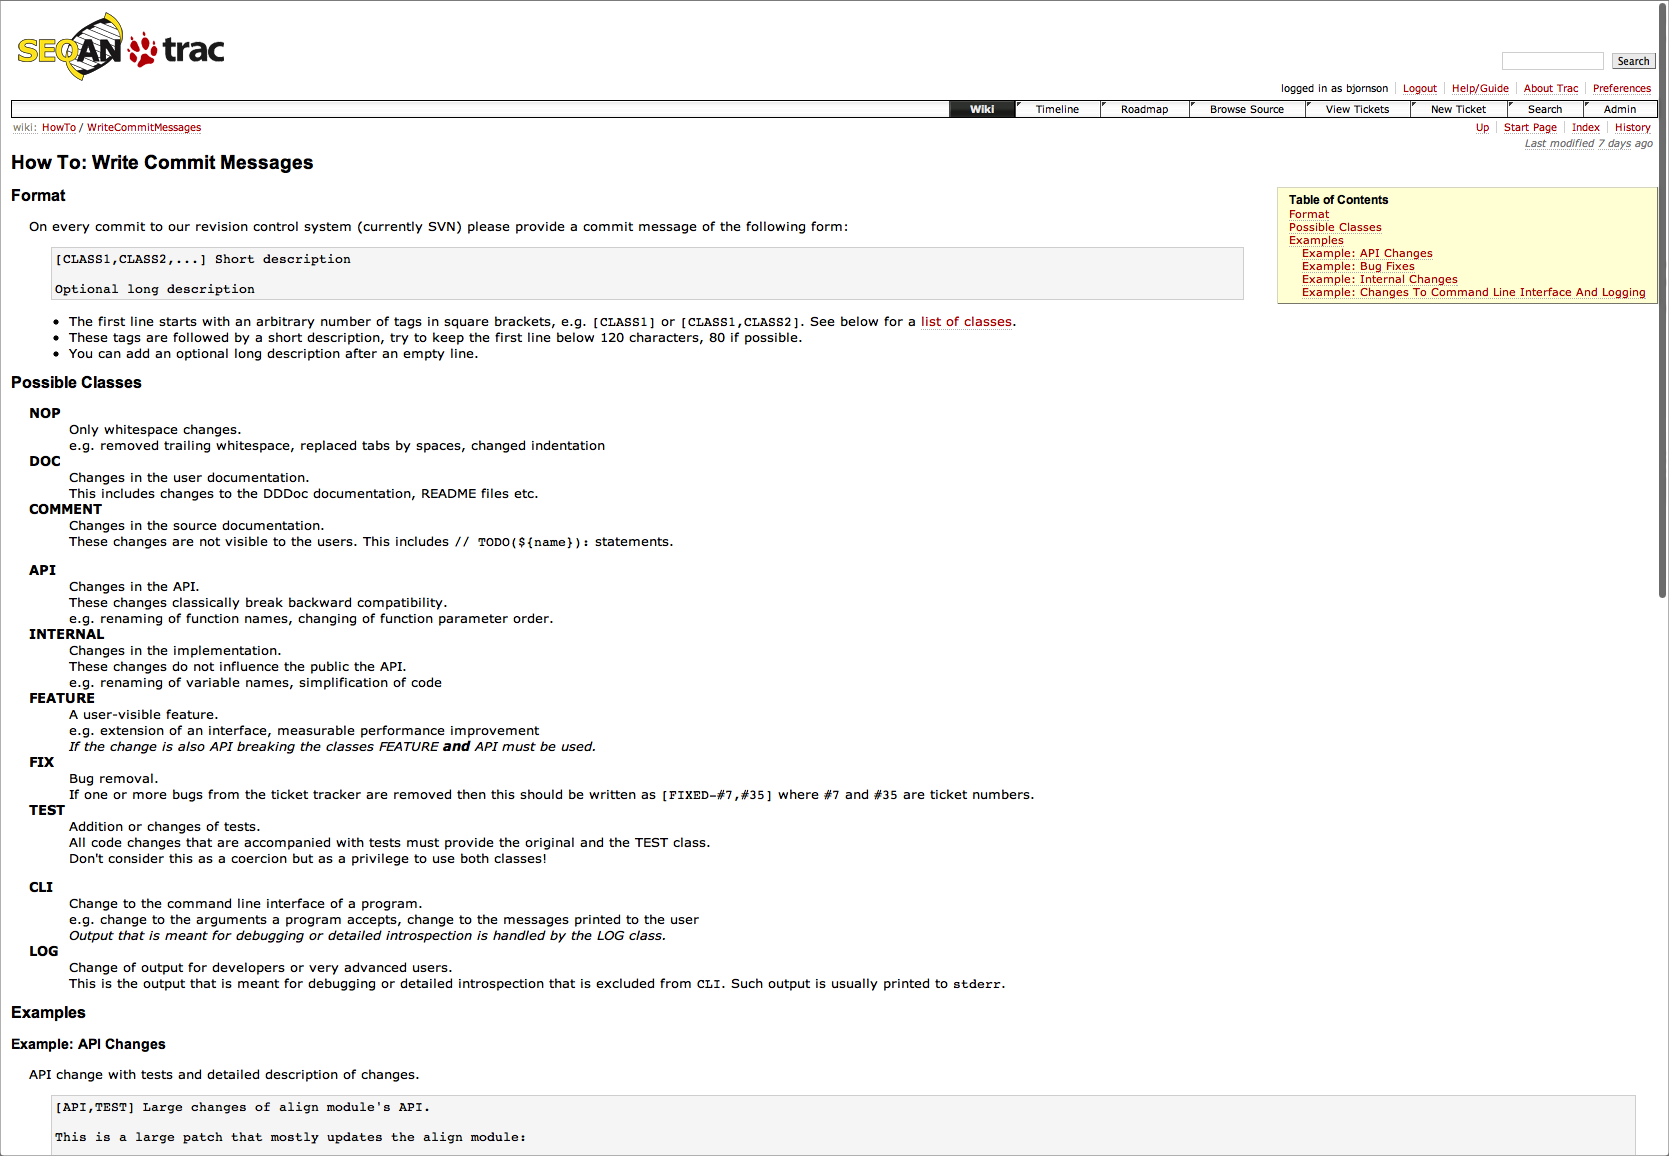 SEQAN trac
Search
logged in as bjornson Logout Help/Guide About Trac Preferences
Wiki Timeline Roadmap Browse Source View Tickets New Ticket Search Admin
wiki: HowTo / WriteCommitMessages
Up Start Page Index History
Last modified 7 days ago
How To: Write Commit Messages
Table of Contents
Format
Possible Classes
Examples
Example: API Changes
Example: Bug Fixes
Example: Internal Changes
Example: Changes To Command Line Interface And Logging
Format
On every commit to our revision control system (currently SVN) please provide a commit message of the following form:
[CLASS1,CLASS2,...] Short description
Optional long description
• The first line starts with an arbitrary number of tags in square brackets, e.g. [CLASS1] or [CLASS1,CLASS2]. See below for a list of classes.
• These tags are followed by a short description, try to keep the first line below 120 characters, 80 if possible.
• You can add an optional long description after an empty line.
Possible Classes
NOP
Only whitespace changes.
e.g. removed trailing whitespace, replaced tabs by spaces, changed indentation
DOC
Changes in the user documentation.
This includes changes to the DDDoc documentation, README files etc.
COMMENT
Changes in the source documentation.
These changes are not visible to the users. This includes // TODO(${name}): statements.
API
Changes in the API.
These changes classically break backward compatibility.
e.g. renaming of function names, changing of function parameter order.
INTERNAL
Changes in the implementation.
These changes do not influence the public the API.
e.g. renaming of variable names, simplification of code
FEATURE
A user-visible feature.
e.g. extension of an interface, measurable performance improvement
If the change is also API breaking the classes FEATURE and API must be used.
FIX
Bug removal.
If one or more bugs from the ticket tracker are removed then this should be written as [FIXED-#7,#35] where #7 and #35 are ticket numbers.
TEST
Addition or changes of tests.
All code changes that are accompanied with tests must provide the original and the TEST class.
Don't consider this as a coercion but as a privilege to use both classes!
CLI
Change to the command line interface of a program.
e.g. change to the arguments a program accepts, change to the messages printed to the user
Output that is meant for debugging or detailed introspection is handled by the LOG class.
LOG
Change of output for developers or very advanced users.
This is the output that is meant for debugging or detailed introspection that is excluded from CLI. Such output is usually printed to stderr.
Examples
Example: API Changes
API change with tests and detailed description of changes.
[API,TEST] Large changes of align module's API.
This is a large patch that mostly updates the align module: